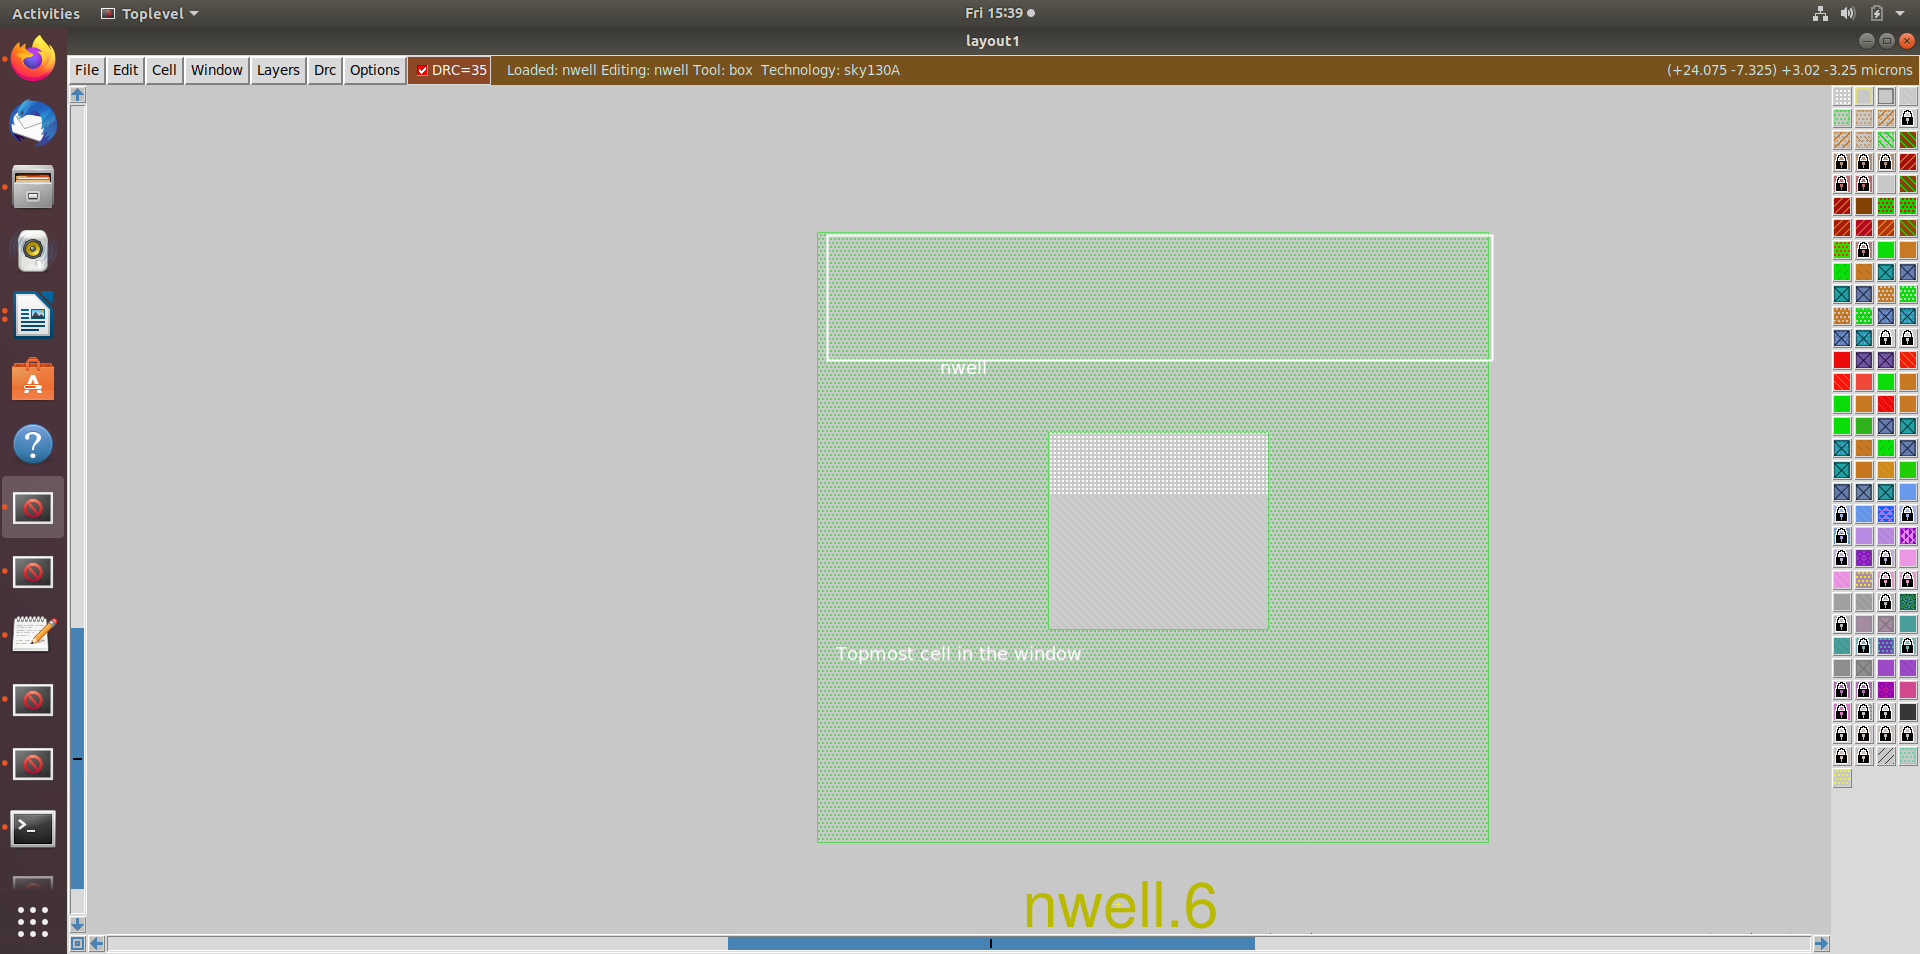 Activities Toplevel Fri 15:39
layout1
File Edit Cell Window Layers Drc Options DRC=35 Loaded: nwell Editing: nwell Tool: box Technology: sky130A (+24.075 -7.325) +3.02 -3.25 microns
nwell
Topmost cell in the window
nwell.6